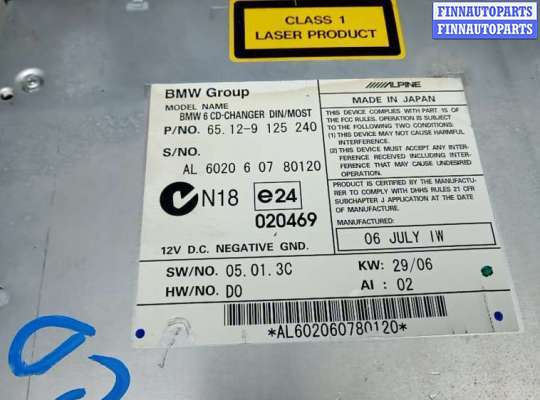 FINNAUTOPARTS
FINNAUTOPARTS
CLASS 1
LASER PRODUCT
BMW Group
MODEL NAME
BMW 6 CD-CHANGER DIN/MOST
P/NO. 65.12-9 125 240
S/NO.
AL 6020 6 07 80120
N18
e24
020469
12V D.C. NEGATIVE GND.
ALPINE
MADE IN JAPAN
THIS DEVICE COMPLIES WITH PART 15 OF
THE FCC RULES. OPERATION IS SUBJECT
TO THE FOLLOWING TWO CONDITIONS:
(1) THIS DEVICE MAY NOT CAUSE HARMFUL
INTERFERENCE.
(2) THIS DEVICE MUST ACCEPT ANY INTER-
FERENCE RECEIVED INCLUDING INTER-
FERENCE THAT MAY CAUSE UNDESIRED
OPERATION.
PRODUCT IS CERTIFIED BY THE MANUFACTU-
RER TO COMPLY WITH DHHS RULES 21 CFR
SUBCHAPTER J APPLICATION AT THE DATE
OF MANUFACTURE.
MANUFACTURED:
06 JULY IW
SW/NO. 05.01.3C
KW: 29/06
HW/NO. D0
AI : 02
*AL602060780120*